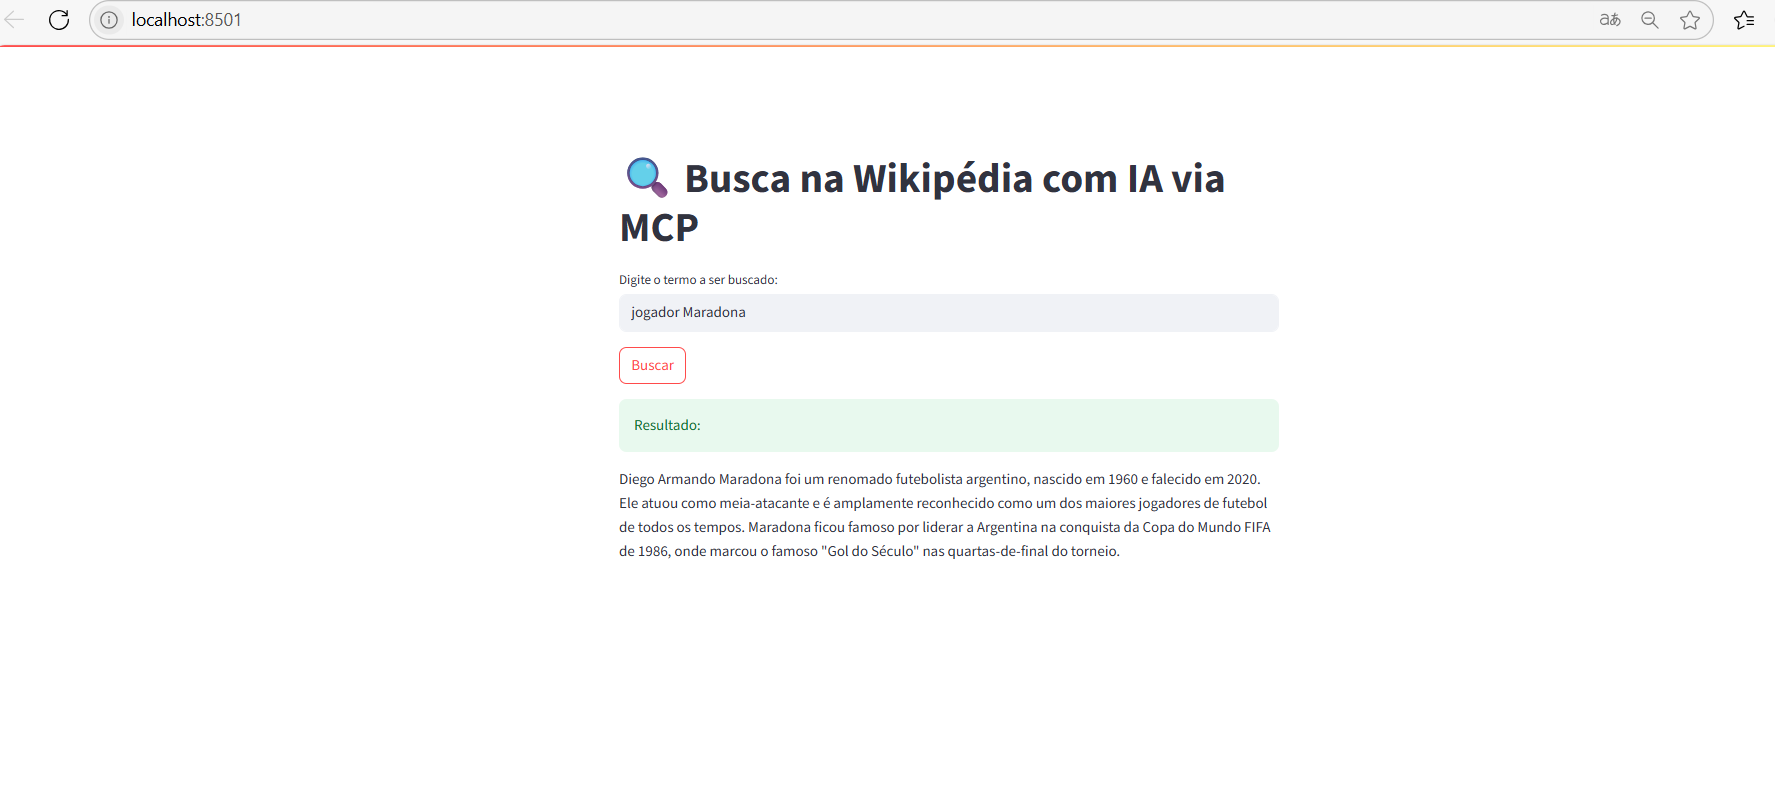 localhost:8501
aあ
Busca na Wikipédia com IA via
MCP
Digite o termo a ser buscado:
jogador Maradona
Buscar
Resultado:
Diego Armando Maradona foi um renomado futebolista argentino, nascido em 1960 e falecido em 2020.
Ele atuou como meia-atacante e é amplamente reconhecido como um dos maiores jogadores de futebol
de todos os tempos. Maradona ficou famoso por liderar a Argentina na conquista da Copa do Mundo FIFA
de 1986, onde marcou o famoso "Gol do Século" nas quartas-de-final do torneio.